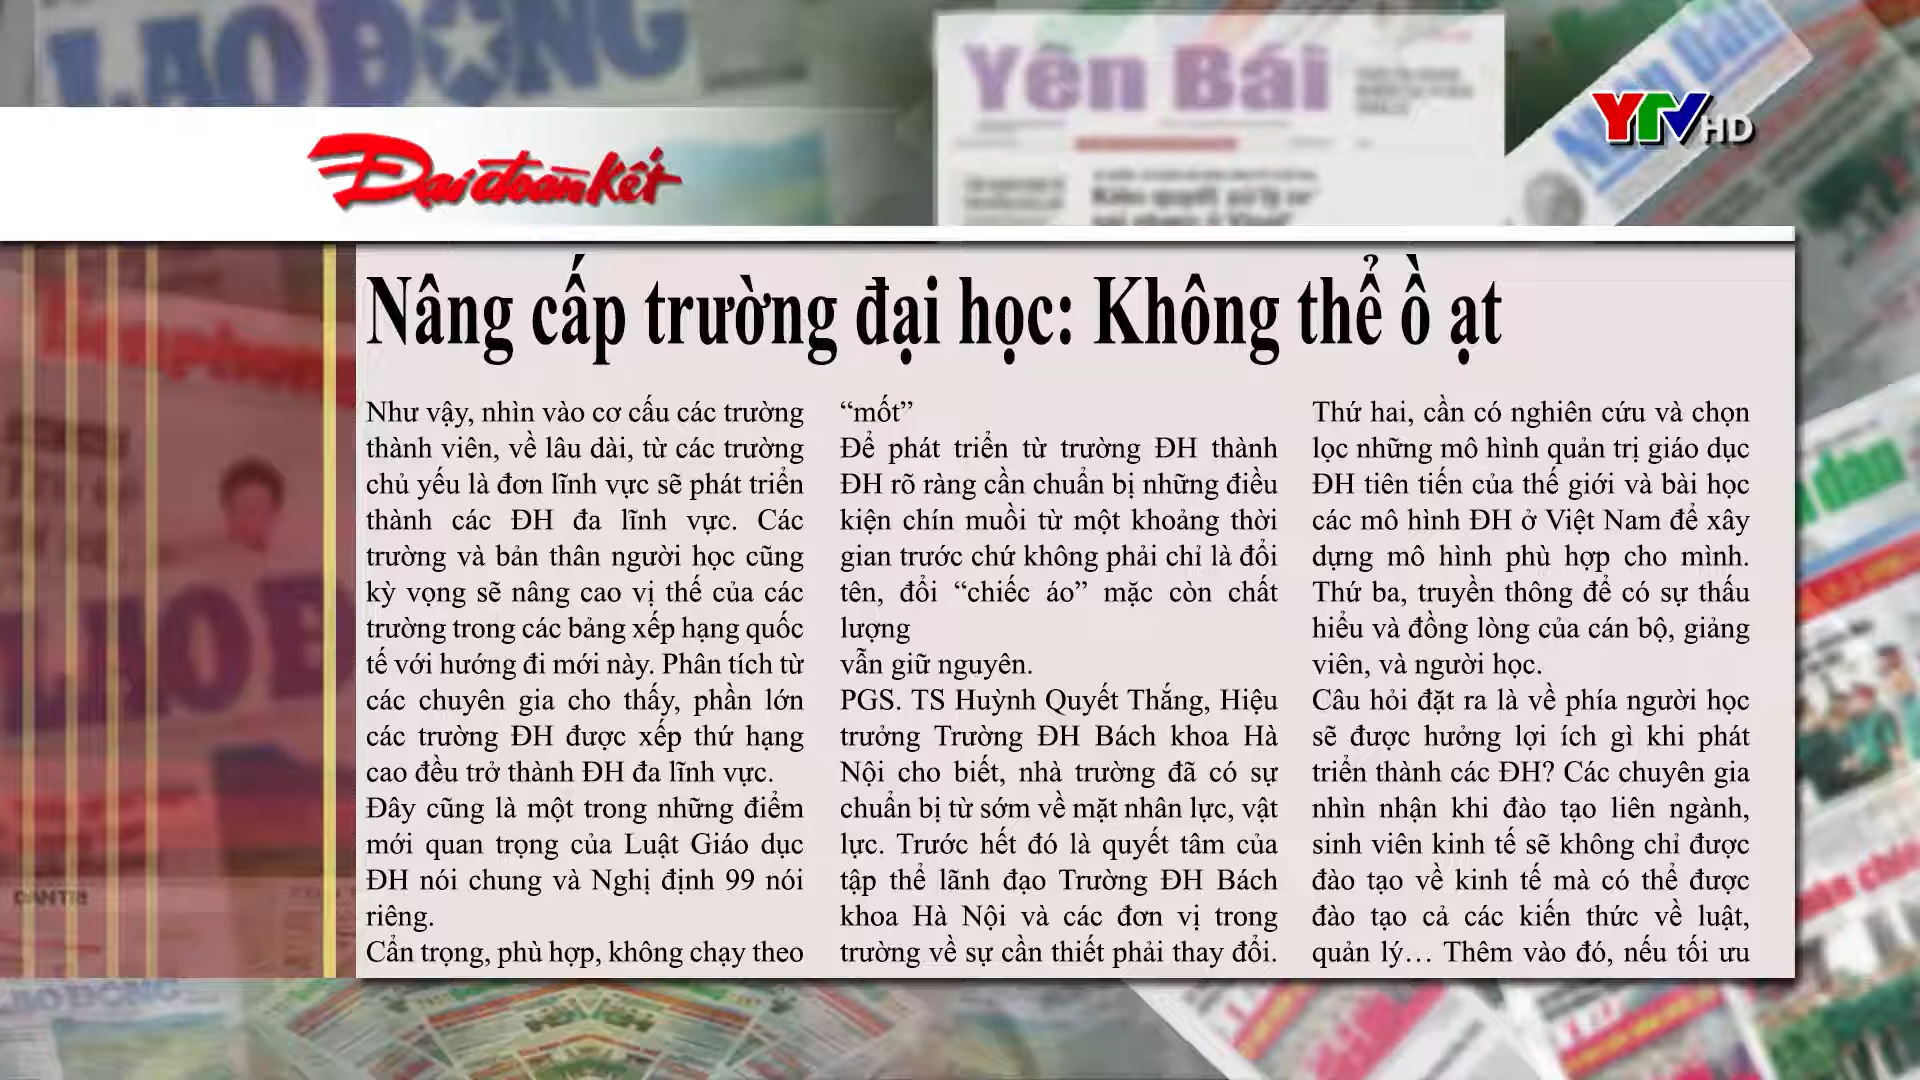 LAO ĐỘNG
Yên Bái
Nhân Dân
YTV HD
Đại đoàn kết
Nâng cấp trường đại học: Không thể ồ ạt
Như vậy, nhìn vào cơ cấu các trường
thành viên, về lâu dài, từ các trường
chủ yếu là đơn lĩnh vực sẽ phát triển
thành các ĐH đa lĩnh vực. Các
trường và bản thân người học cũng
kỳ vọng sẽ nâng cao vị thế của các
trường trong các bảng xếp hạng quốc
tế với hướng đi mới này. Phân tích từ
các chuyên gia cho thấy, phần lớn
các trường ĐH được xếp thứ hạng
cao đều trở thành ĐH đa lĩnh vực.
Đây cũng là một trong những điểm
mới quan trọng của Luật Giáo dục
ĐH nói chung và Nghị định 99 nói
riêng.
Cẩn trọng, phù hợp, không chạy theo
“mốt”
Để phát triển từ trường ĐH thành
ĐH rõ ràng cần chuẩn bị những điều
kiện chín muồi từ một khoảng thời
gian trước chứ không phải chỉ là đổi
tên, đổi “chiếc áo” mặc còn chất
lượng
vẫn giữ nguyên.
PGS. TS Huỳnh Quyết Thắng, Hiệu
trưởng Trường ĐH Bách khoa Hà
Nội cho biết, nhà trường đã có sự
chuẩn bị từ sớm về mặt nhân lực, vật
lực. Trước hết đó là quyết tâm của
tập thể lãnh đạo Trường ĐH Bách
khoa Hà Nội và các đơn vị trong
trường về sự cần thiết phải thay đổi.
Thứ hai, cần có nghiên cứu và chọn
lọc những mô hình quản trị giáo dục
ĐH tiên tiến của thế giới và bài học
các mô hình ĐH ở Việt Nam để xây
dựng mô hình phù hợp cho mình.
Thứ ba, truyền thông để có sự thấu
hiểu và đồng lòng của cán bộ, giảng
viên, và người học.
Câu hỏi đặt ra là về phía người học
sẽ được hưởng lợi ích gì khi phát
triển thành các ĐH? Các chuyên gia
nhìn nhận khi đào tạo liên ngành,
sinh viên kinh tế sẽ không chỉ được
đào tạo về kinh tế mà có thể được
đào tạo cả các kiến thức về luật,
quản lý… Thêm vào đó, nếu tối ưu
LAO ĐỘNG
DANTRI
LAO ĐỘNG